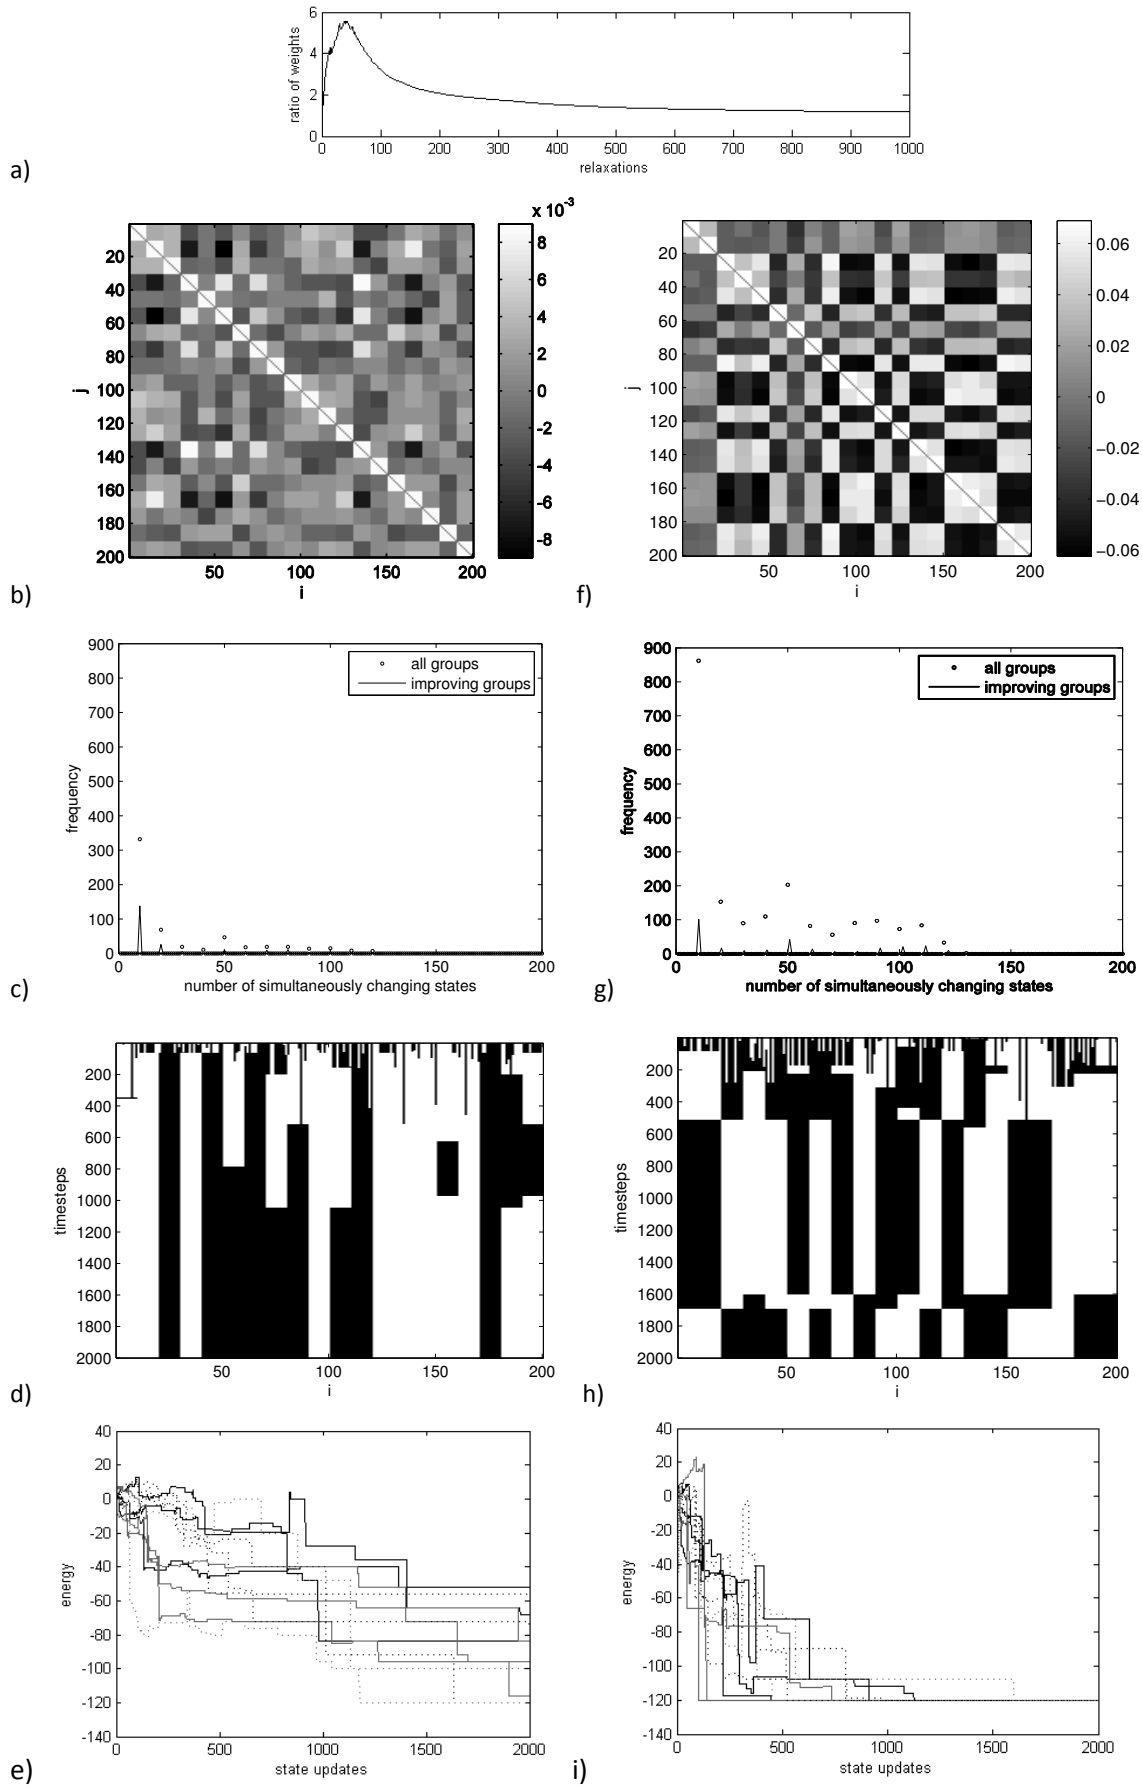 6
4
2
0
ratio of weights
0 100 200 300 400 500 600 700 800 900 1000
relaxations
a)
x 10^-3
20
40
60
80
100
120
140
160
180
200
j
50 100 150 200
i
8
6
4
2
0
-2
-4
-6
-8
b)
20
40
60
80
100
120
140
160
180
200
j
50 100 150 200
i
0.06
0.04
0.02
0
−0.02
−0.04
−0.06
f)
900
800
700
600
500
400
300
200
100
0
frequency
all groups
improving groups
0 50 100 150 200
number of simultaneously changing states
c)
900
800
700
600
500
400
300
200
100
0
frequency
all groups
improving groups
0 50 100 150 200
number of simultaneously changing states
g)
200
400
600
800
1000
1200
1400
1600
1800
2000
timesteps
50 100 150 200
i
d)
200
400
600
800
1000
1200
1400
1600
1800
2000
timesteps
50 100 150 200
i
h)
40
20
0
-20
-40
-60
-80
-100
-120
-140
energy
0 500 1000 1500 2000
state updates
e)
40
20
0
-20
-40
-60
-80
-100
-120
-140
energy
0 500 1000 1500 2000
state updates
i)